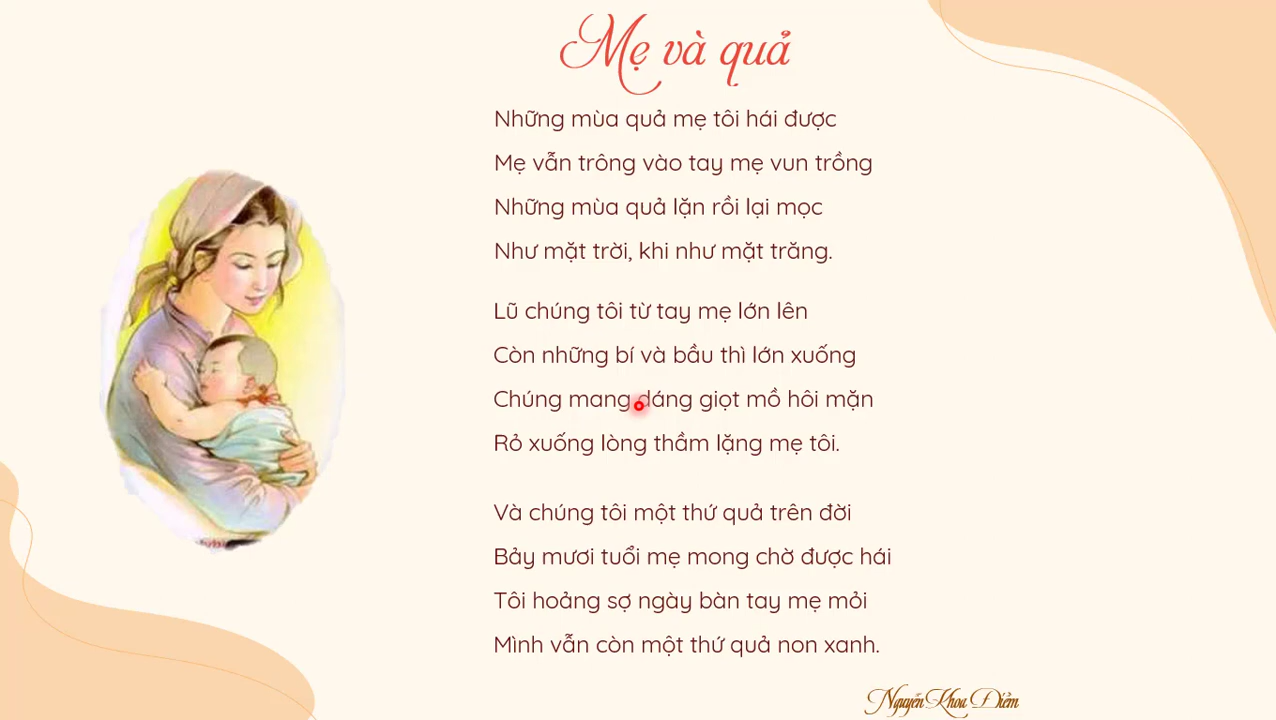 Mẹ và quả
Những mùa quả mẹ tôi hái được
Mẹ vẫn trông vào tay mẹ vun trồng
Những mùa quả lặn rồi lại mọc
Như mặt trời, khi như mặt trăng.
Lũ chúng tôi từ tay mẹ lớn lên
Còn những bí và bầu thì lớn xuống
Chúng mang dáng giọt mồ hôi mặn
Rỏ xuống lòng thầm lặng mẹ tôi.
Và chúng tôi một thứ quả trên đời
Bảy mươi tuổi mẹ mong chờ được hái
Tôi hoảng sợ ngày bàn tay mẹ mỏi
Mình vẫn còn một thứ quả non xanh.
Nguyễn Khoa Điềm